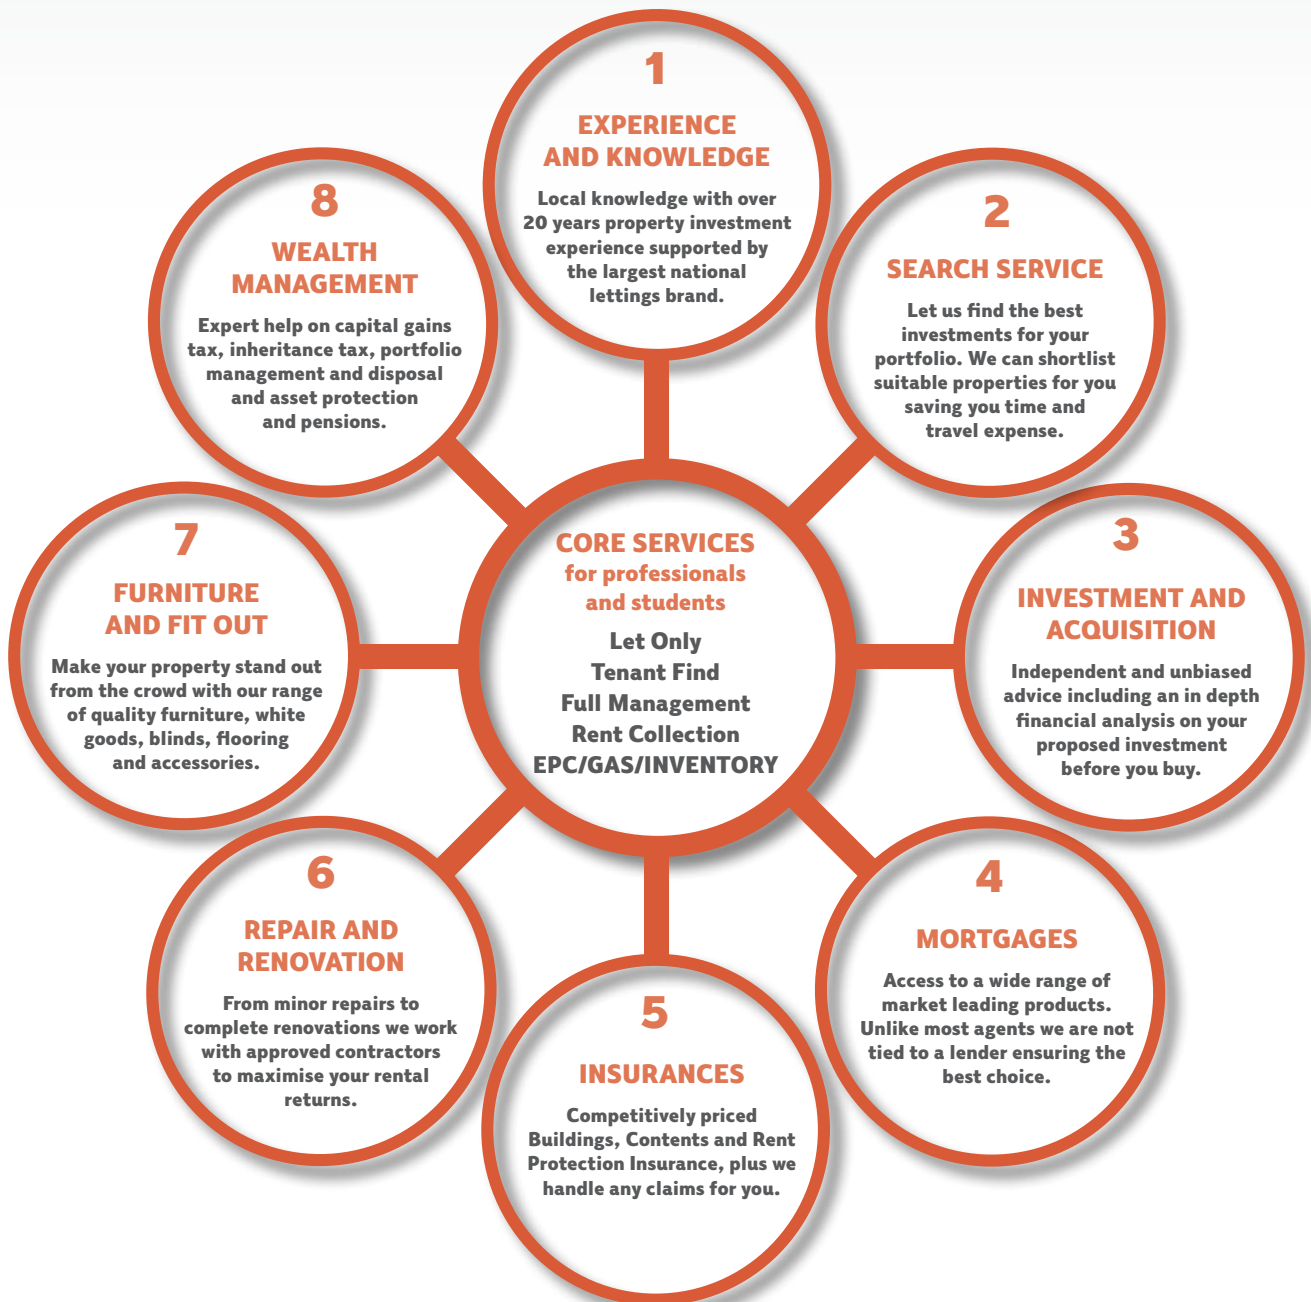 1
EXPERIENCE
AND KNOWLEDGE
Local knowledge with over
20 years property investment
experience supported by
the largest national
lettings brand.
2
SEARCH SERVICE
Let us find the best
investments for your
portfolio. We can shortlist
suitable properties for you
saving you time and
travel expense.
3
INVESTMENT AND
ACQUISITION
Independent and unbiased
advice including an in depth
financial analysis on your
proposed investment
before you buy.
4
MORTGAGES
Access to a wide range of
market leading products.
Unlike most agents we are not
tied to a lender ensuring the
best choice.
5
INSURANCES
Competitively priced
Buildings, Contents and Rent
Protection Insurance, plus we
handle any claims for you.
6
REPAIR AND
RENOVATION
From minor repairs to
complete renovations we work
with approved contractors
to maximise your rental
returns.
7
FURNITURE
AND FIT OUT
Make your property stand out
from the crowd with our range
of quality furniture, white
goods, blinds, flooring
and accessories.
8
WEALTH
MANAGEMENT
Expert help on capital gains
tax, inheritance tax, portfolio
management and disposal
and asset protection
and pensions.
CORE SERVICES
for professionals
and students
Let Only
Tenant Find
Full Management
Rent Collection
EPC/GAS/INVENTORY